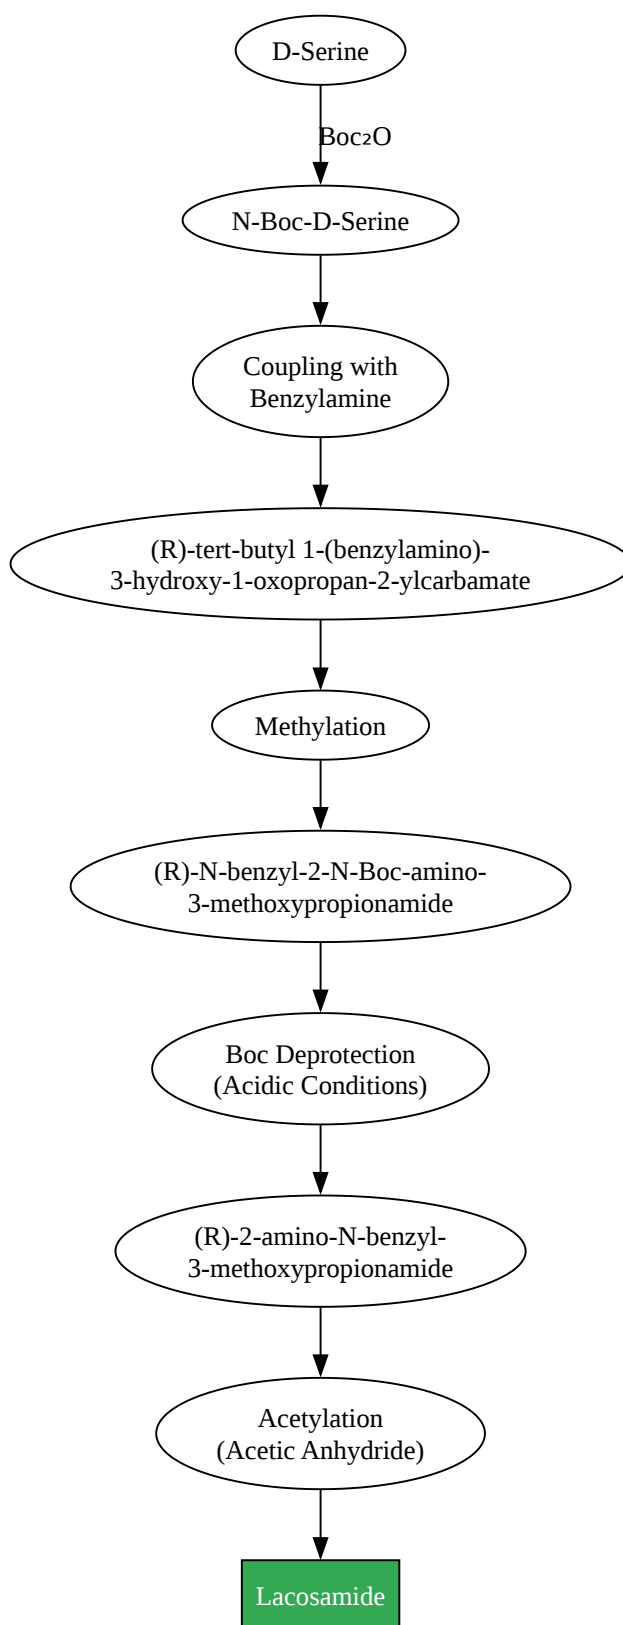 D-Serine
Boc₂O
N-Boc-D-Serine
Coupling with
Benzylamine
(R)-tert-butyl 1-(benzylamino)-
3-hydroxy-1-oxopropan-2-ylcarbamate
Methylation
(R)-N-benzyl-2-N-Boc-amino-
3-methoxypropionamide
Boc Deprotection
(Acidic Conditions)
(R)-2-amino-N-benzyl-
3-methoxypropionamide
Acetylation
(Acetic Anhydride)
Lacosamide